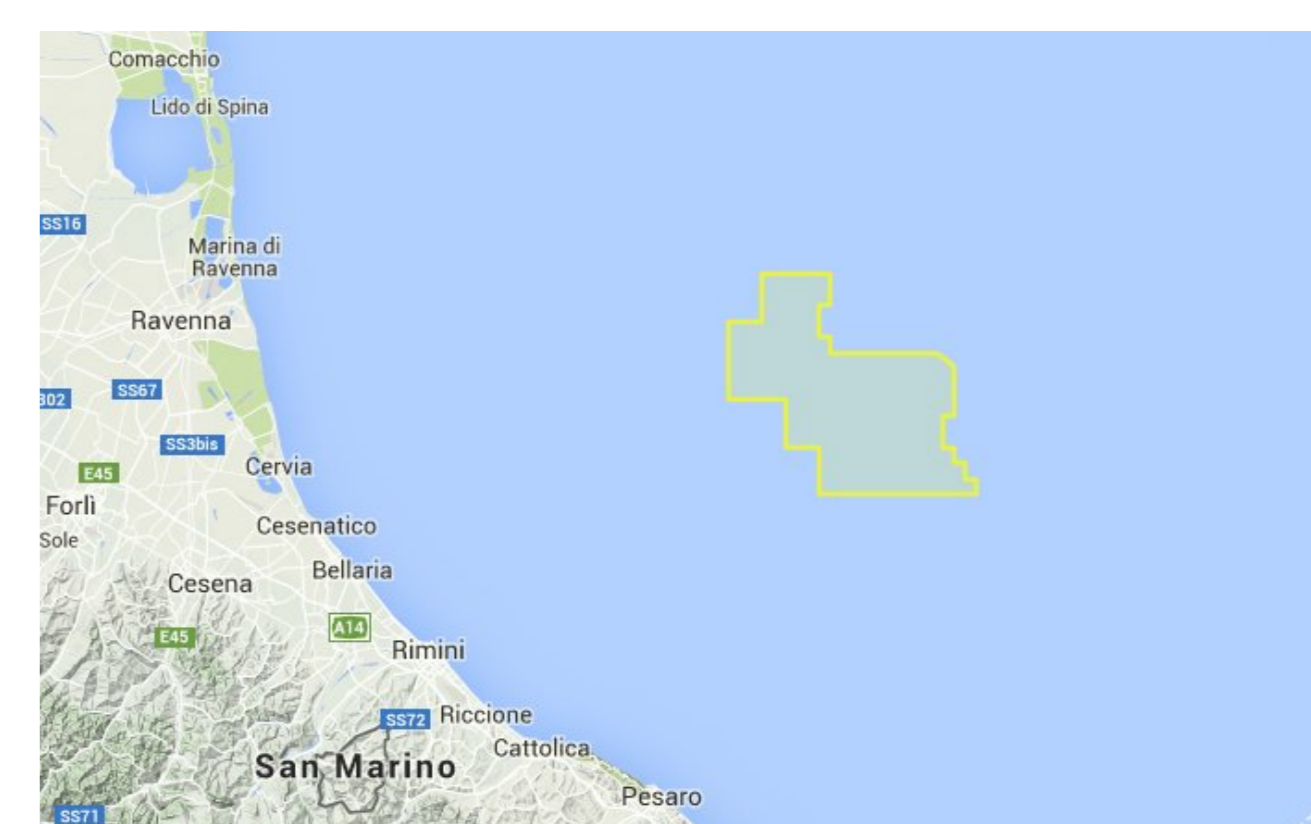 Comacchio
Lido di Spina
SS16
Marina di
Ravenna
Ravenna
SS67
302
SS3bis
Cervia
E45
Forlì
Sole
Cesenatico
Bellaria
Cesena
A14
E45
Rimini
SS72
Riccione
Cattolica
San Marino
Pesaro
SS71